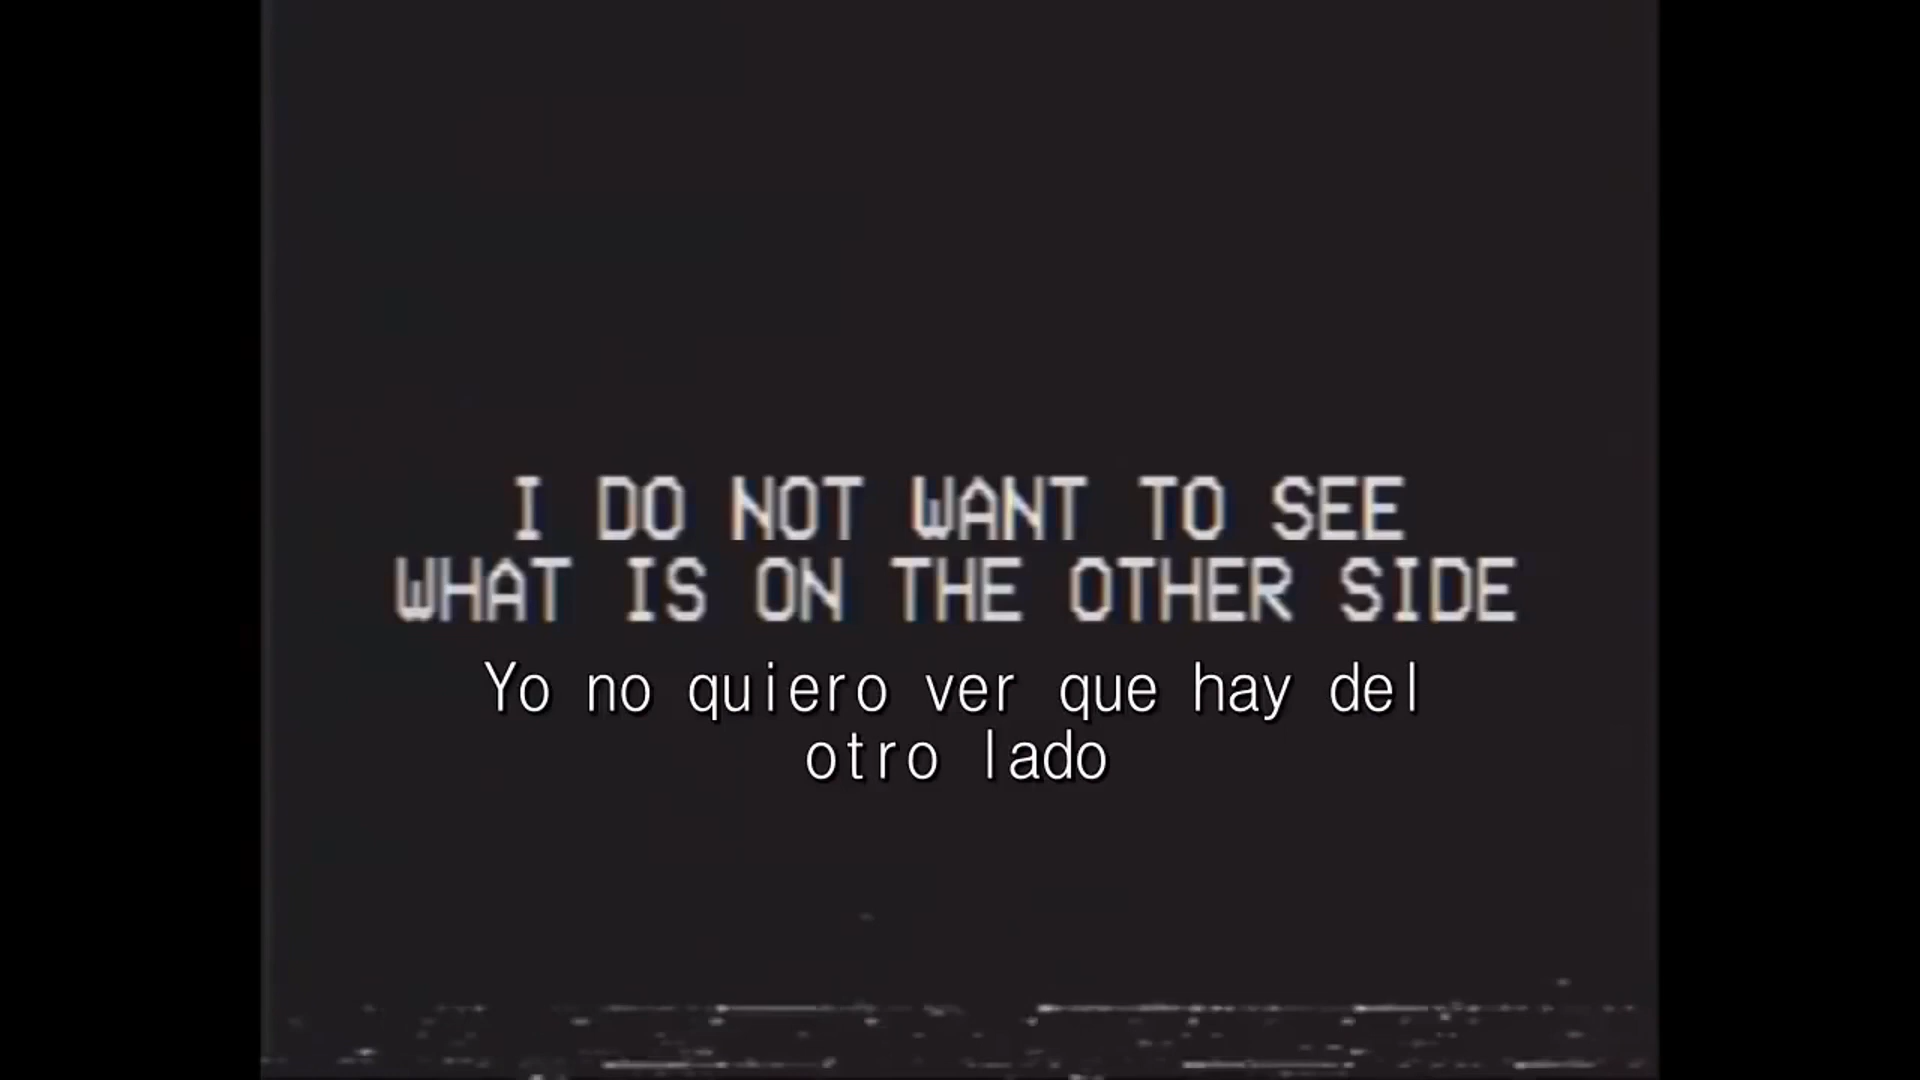 I DO NOT WANT TO SEE
WHAT IS ON THE OTHER SIDE
Yo no quiero ver que hay del
otro lado